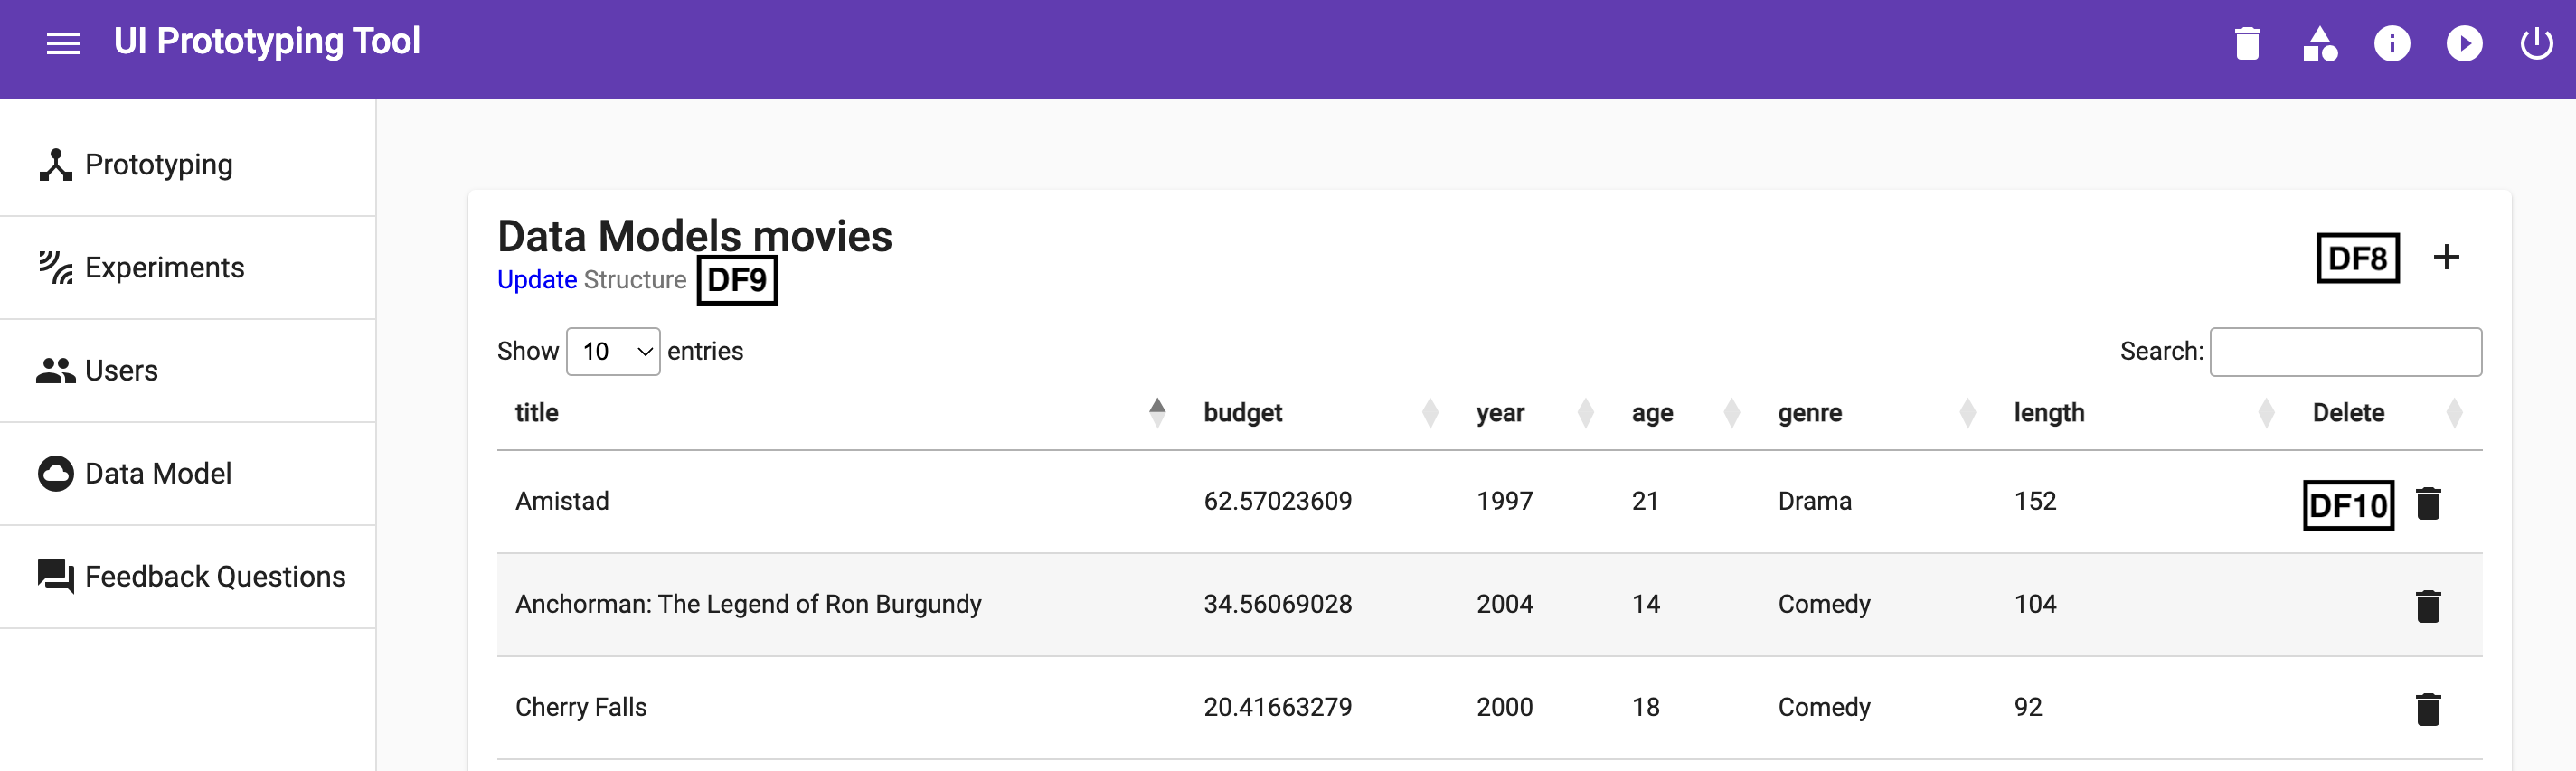 UI Prototyping Tool
Prototyping
Experiments
Users
Data Model
Feedback Questions
Data Models movies
DF8
Update Structure DF9
Show 10 entries Search:
title budget year age genre length Delete
Amistad 62.57023609 1997 21 Drama 152 DF10
Anchorman: The Legend of Ron Burgundy 34.56069028 2004 14 Comedy 104
Cherry Falls 20.41663279 2000 18 Comedy 92